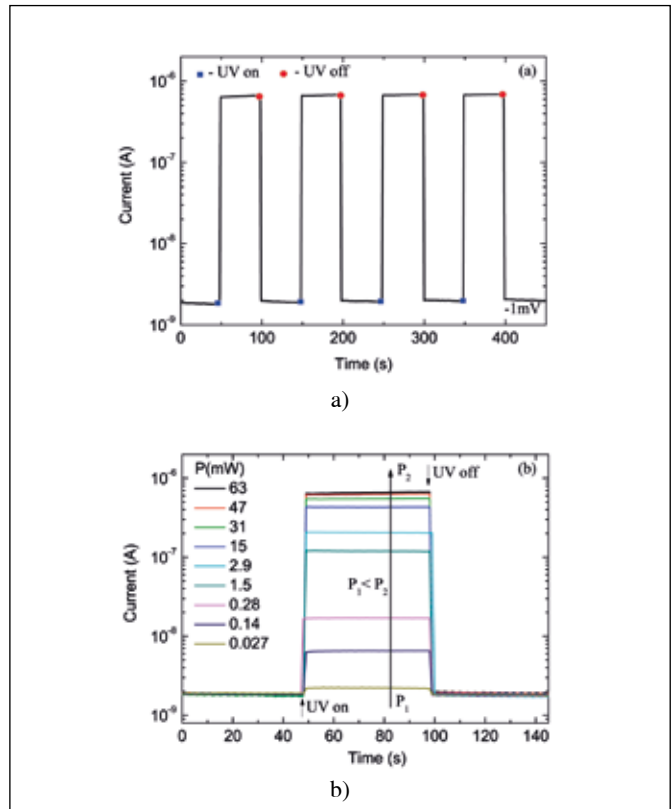 - UV on - UV off (a)
10⁻⁶
10⁻⁷
10⁻⁸
10⁻⁹
Current (A)
-1mV
0 100 200 300 400
Time (s)
a)
P(mW)
63
47
31
15
2.9
1.5
0.28
0.14
0.027
P₂
UV off
(b)
10⁻⁶
10⁻⁷
10⁻⁸
10⁻⁹
Current (A)
P₁< P₂
P₁
UV on
0 20 40 60 80 100 120 140
Time (s)
b)